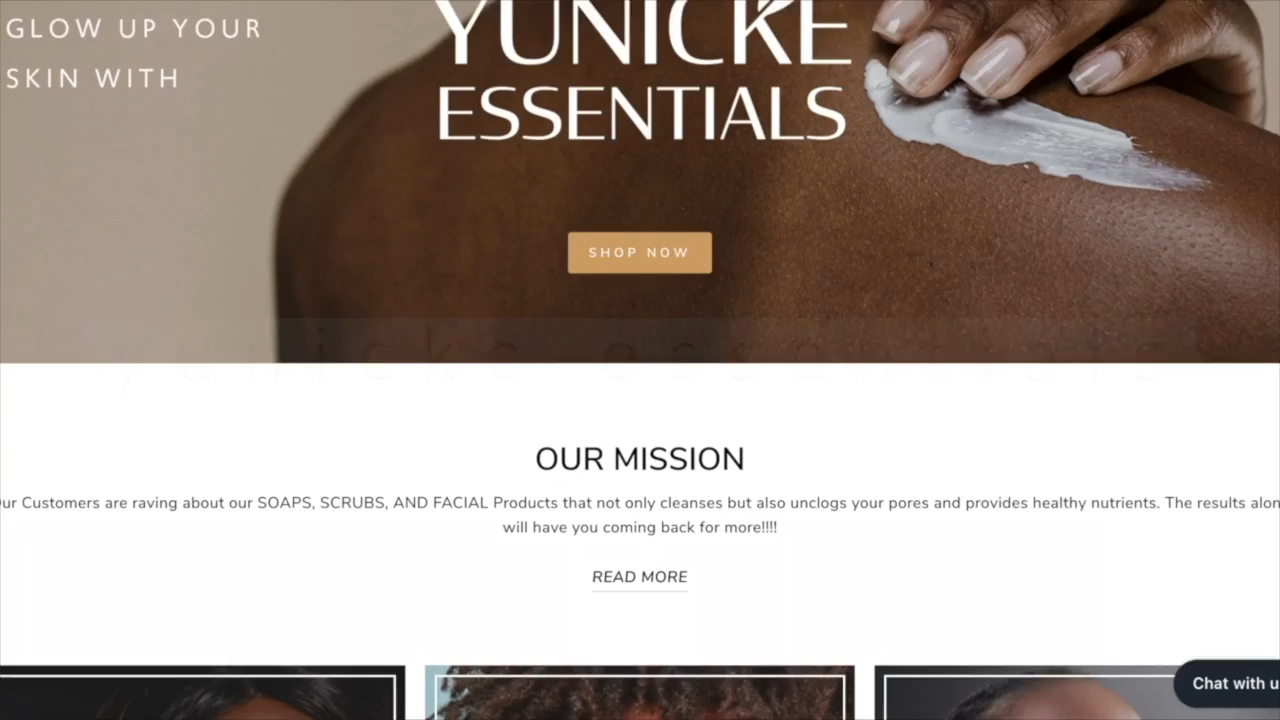 GLOW UP YOUR
SKIN WITH
YUNICKE
ESSENTIALS
SHOP NOW
yunicke essentials
OUR MISSION
ur Customers are raving about our SOAPS, SCRUBS, AND FACIAL Products that not only cleanses but also unclogs your pores and provides healthy nutrients. The results alon
will have you coming back for more!!!!
READ MORE
Chat with u